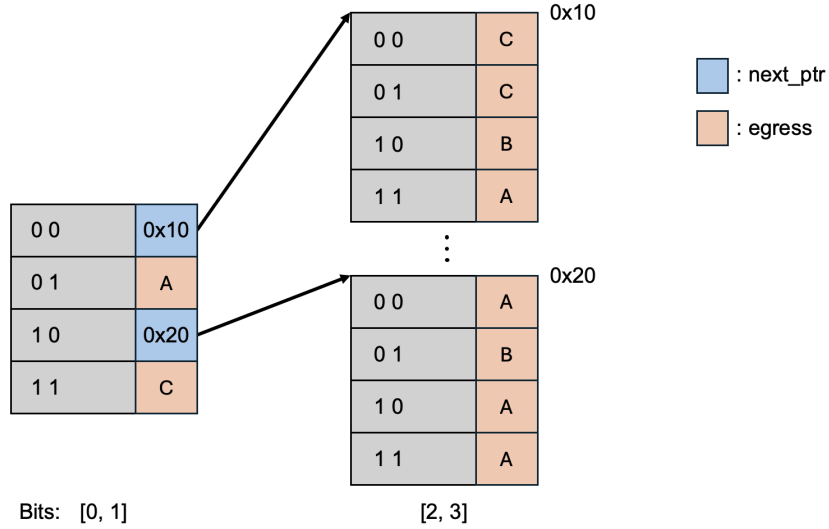 0x10
0 0 C
0 1 C
1 0 B
1 1 A
: next_ptr
: egress
0 0 0x10
0 1 A
1 0 0x20
1 1 C
⋮
0x20
0 0 A
0 1 B
1 0 A
1 1 A
Bits: [0, 1] [2, 3]